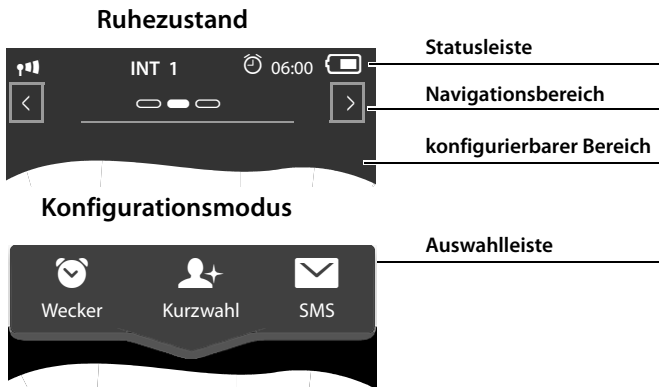 Ruhezustand
INT 1 06:00
Statusleiste
Navigationsbereich
konfigurierbarer Bereich
Konfigurationsmodus
Auswahlleiste
Wecker Kurzwahl SMS